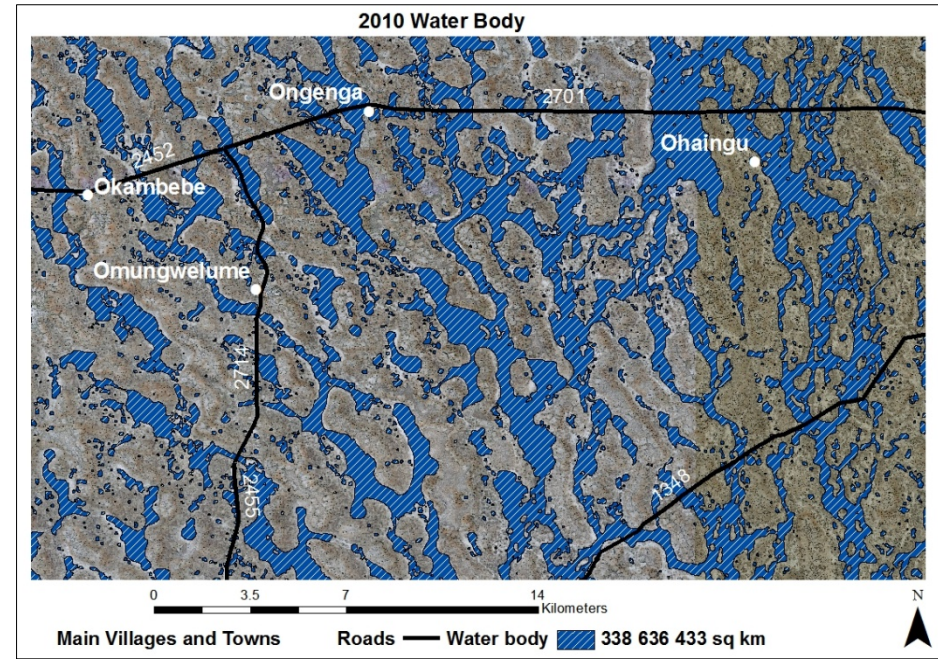 2010 Water Body
Ongenga
2701
2452
Ohaingu
Okambebe
Omungwelume
2714
2455
1348
0 3.5 7 14
Kilometers
N
Main Villages and Towns Roads Water body 338 636 433 sq km